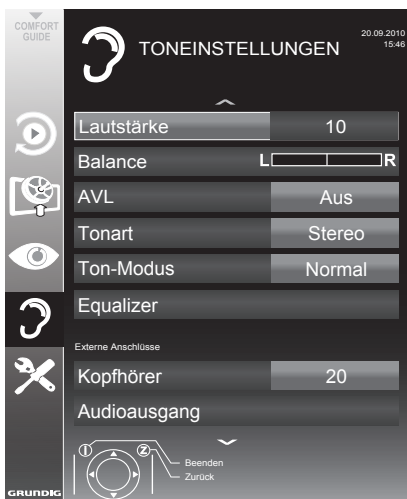 COMFORT
GUIDE
TONEINSTELLUNGEN
20.09.2010
15:46
Lautstärke 10
Balance L R
AVL Aus
Tonart Stereo
Ton-Modus Normal
Equalizer
Externe Anschlüsse
Kopfhörer 20
Audioausgang
Z
Beenden
Zurück
GRUNDIG